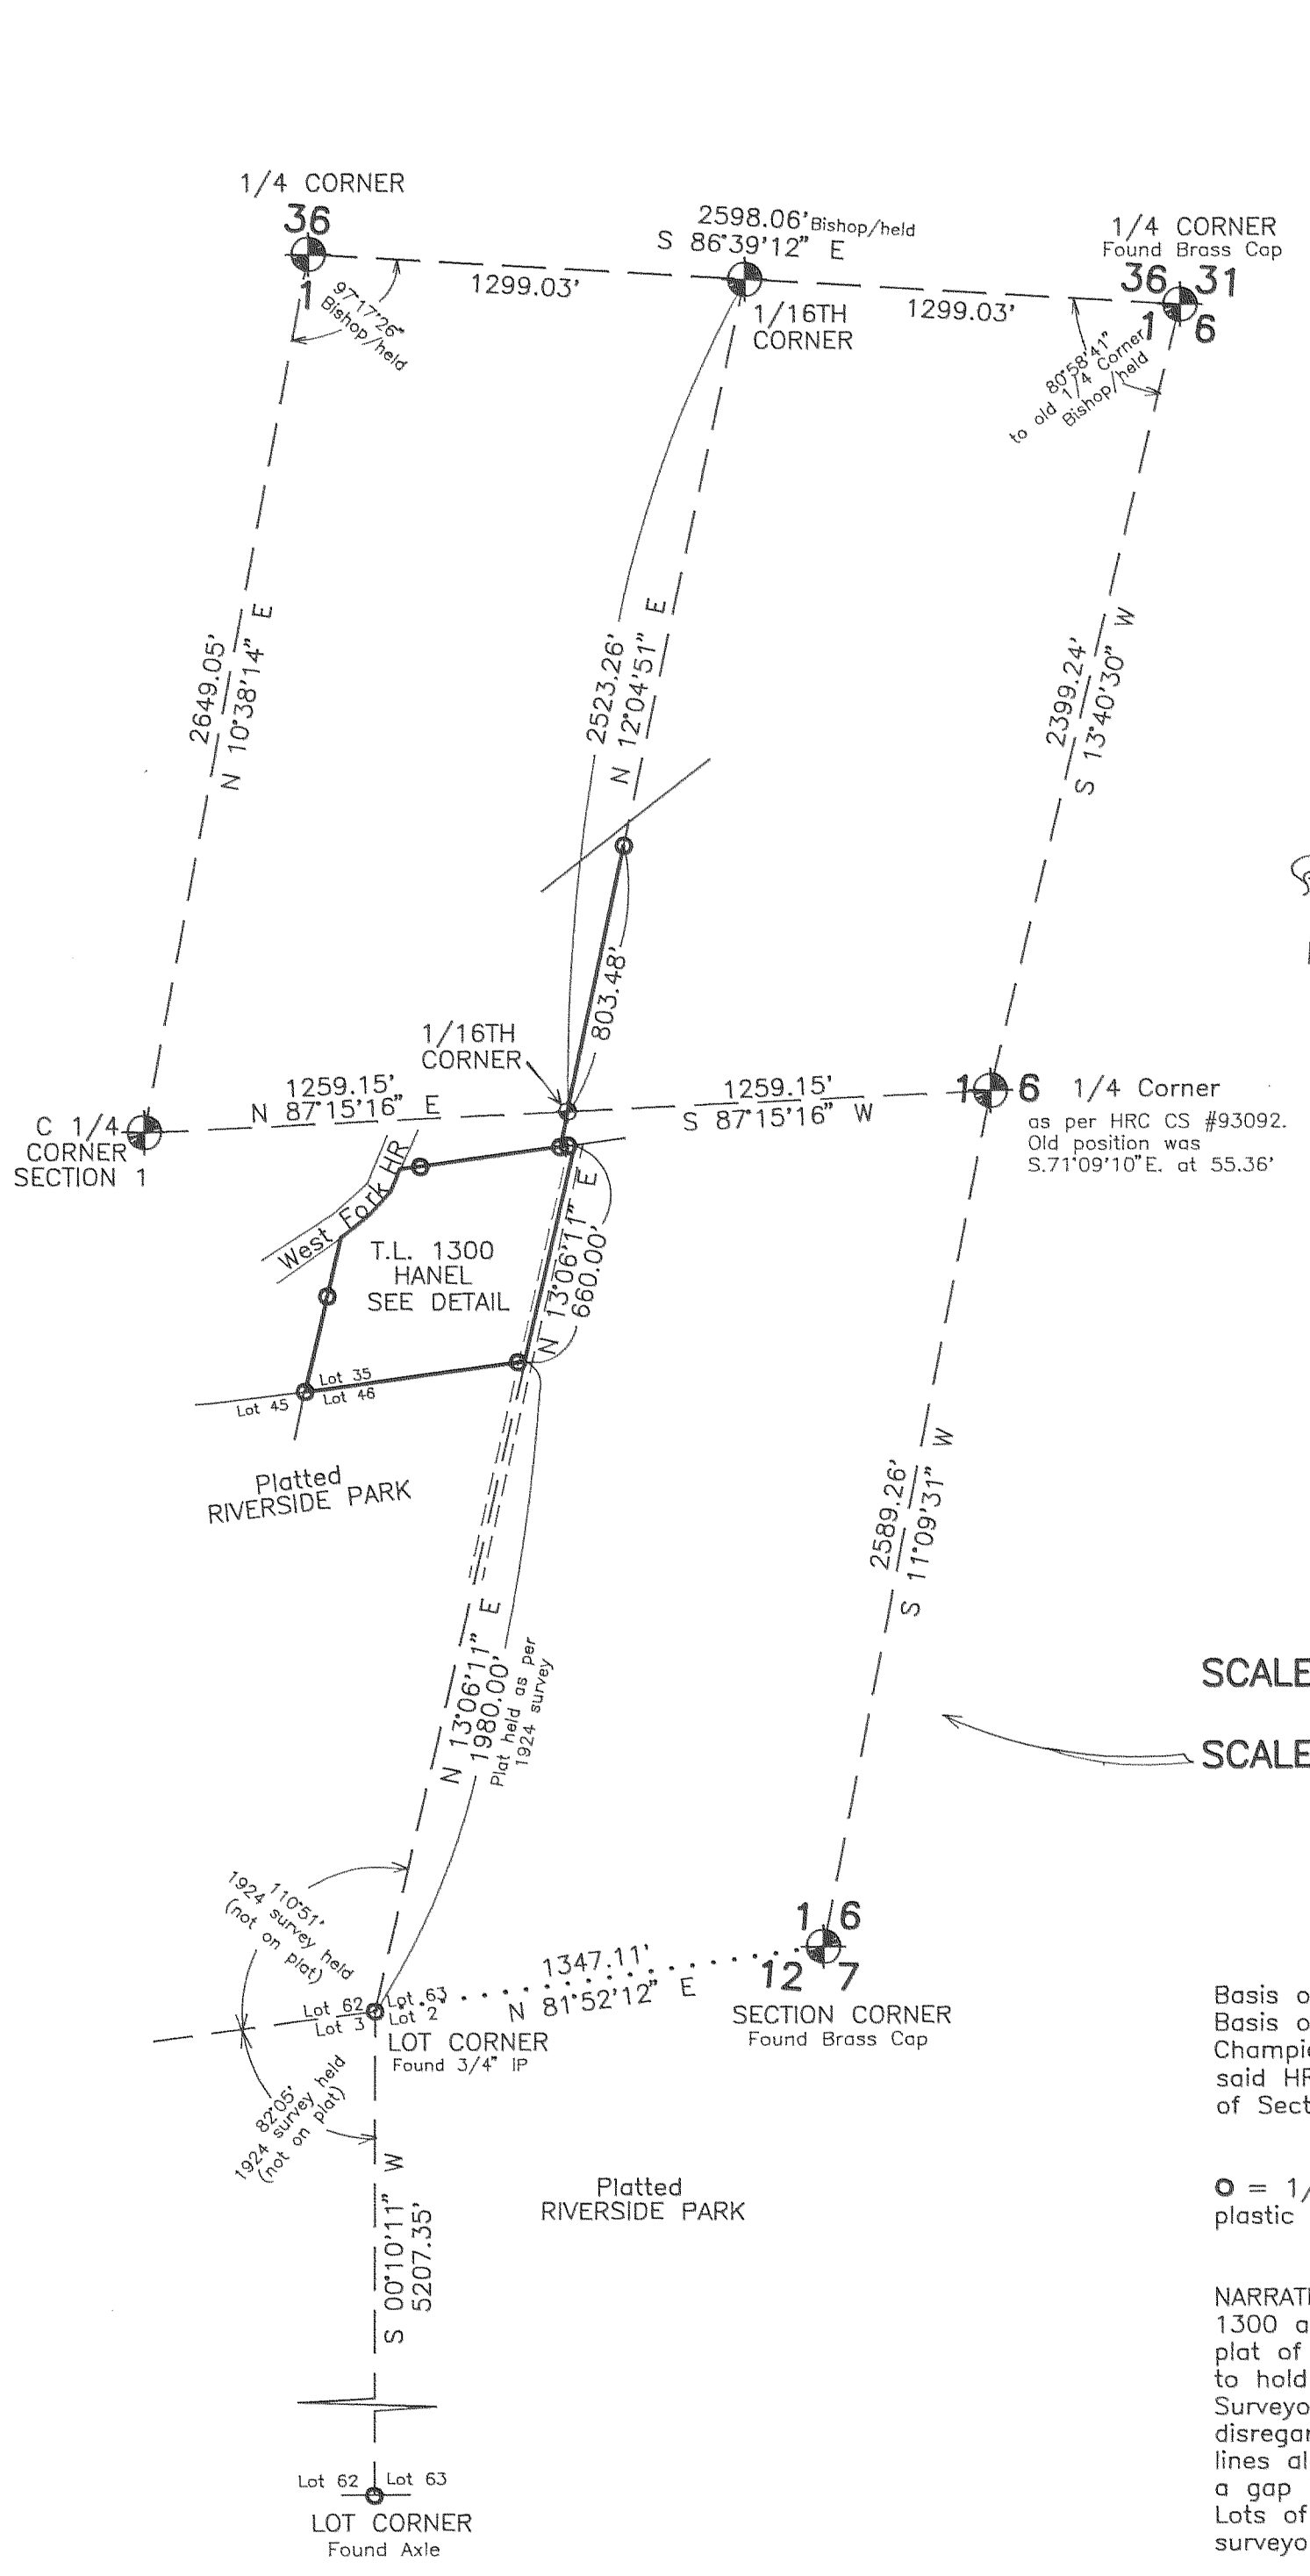 1/4 CORNER
36
1
97°17'26"
Bishop/held
2598.06' Bishop/held
S 86°39'12" E
1299.03'
1299.03'
1/16TH
CORNER
1/4 CORNER
Found Brass Cap
36 31
1 6
80°58'41"
to old 1/4 Corner
Bishop/held
2649.05'
N 10°38'14" E
2523.26'
N 12°04'51" E
2399.24'
S 13°40'30" W
803.48'
1/16TH
CORNER
1259.15'
N 87°15'16" E
1259.15'
S 87°15'16" W
1 6 1/4 Corner
as per HRC CS #93092.
Old position was
S.71°09'10"E. at 55.36'
C 1/4
CORNER
SECTION 1
West Fork HR
T.L. 1300
HANEL
SEE DETAIL
N 13°06'11" E
660.00'
Lot 35
Lot 45 Lot 46
Platted
RIVERSIDE PARK
2589.26'
S 11°09'31" W
N 13°06'11" E
1980.00'
Plat held as per
1924 survey
SCALE
SCALE
110°51'
1924 survey held
(not on plat)
1 6
12 7
SECTION CORNER
Found Brass Cap
1347.11'
N 81°52'12" E
Lot 62 Lot 63
Lot 3 Lot 2
LOT CORNER
Found 3/4" IP
82°05'
1924 survey held
(not on plat)
Basis o
Basis o
Champi
said HR
of Sect
Platted
RIVERSIDE PARK
S 00°10'11" W
5207.35'
O = 1/
plastic
NARRATI
1300 a
plat of
to hold
Surveyo
disregar
lines al
a gap
Lots of
surveyo
Lot 62 Lot 63
LOT CORNER
Found Axle